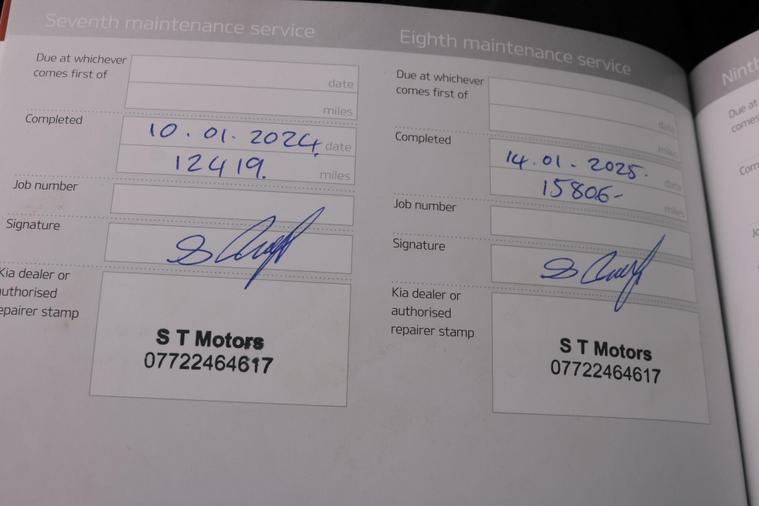 Seventh maintenance service
Due at whichever
comes first of
date
miles
Completed
10.01.2024. date
12419. miles
Job number
Signature
Kia dealer or
authorised
repairer stamp
S T Motors
07722464617
Eighth maintenance service
Due at whichever
comes first of
date
miles
Completed
14.01-2025. date
15806- miles
Job number
Signature
Kia dealer or
authorised
repairer stamp
S T Motors
07722464617
Ninth
Due at
comes